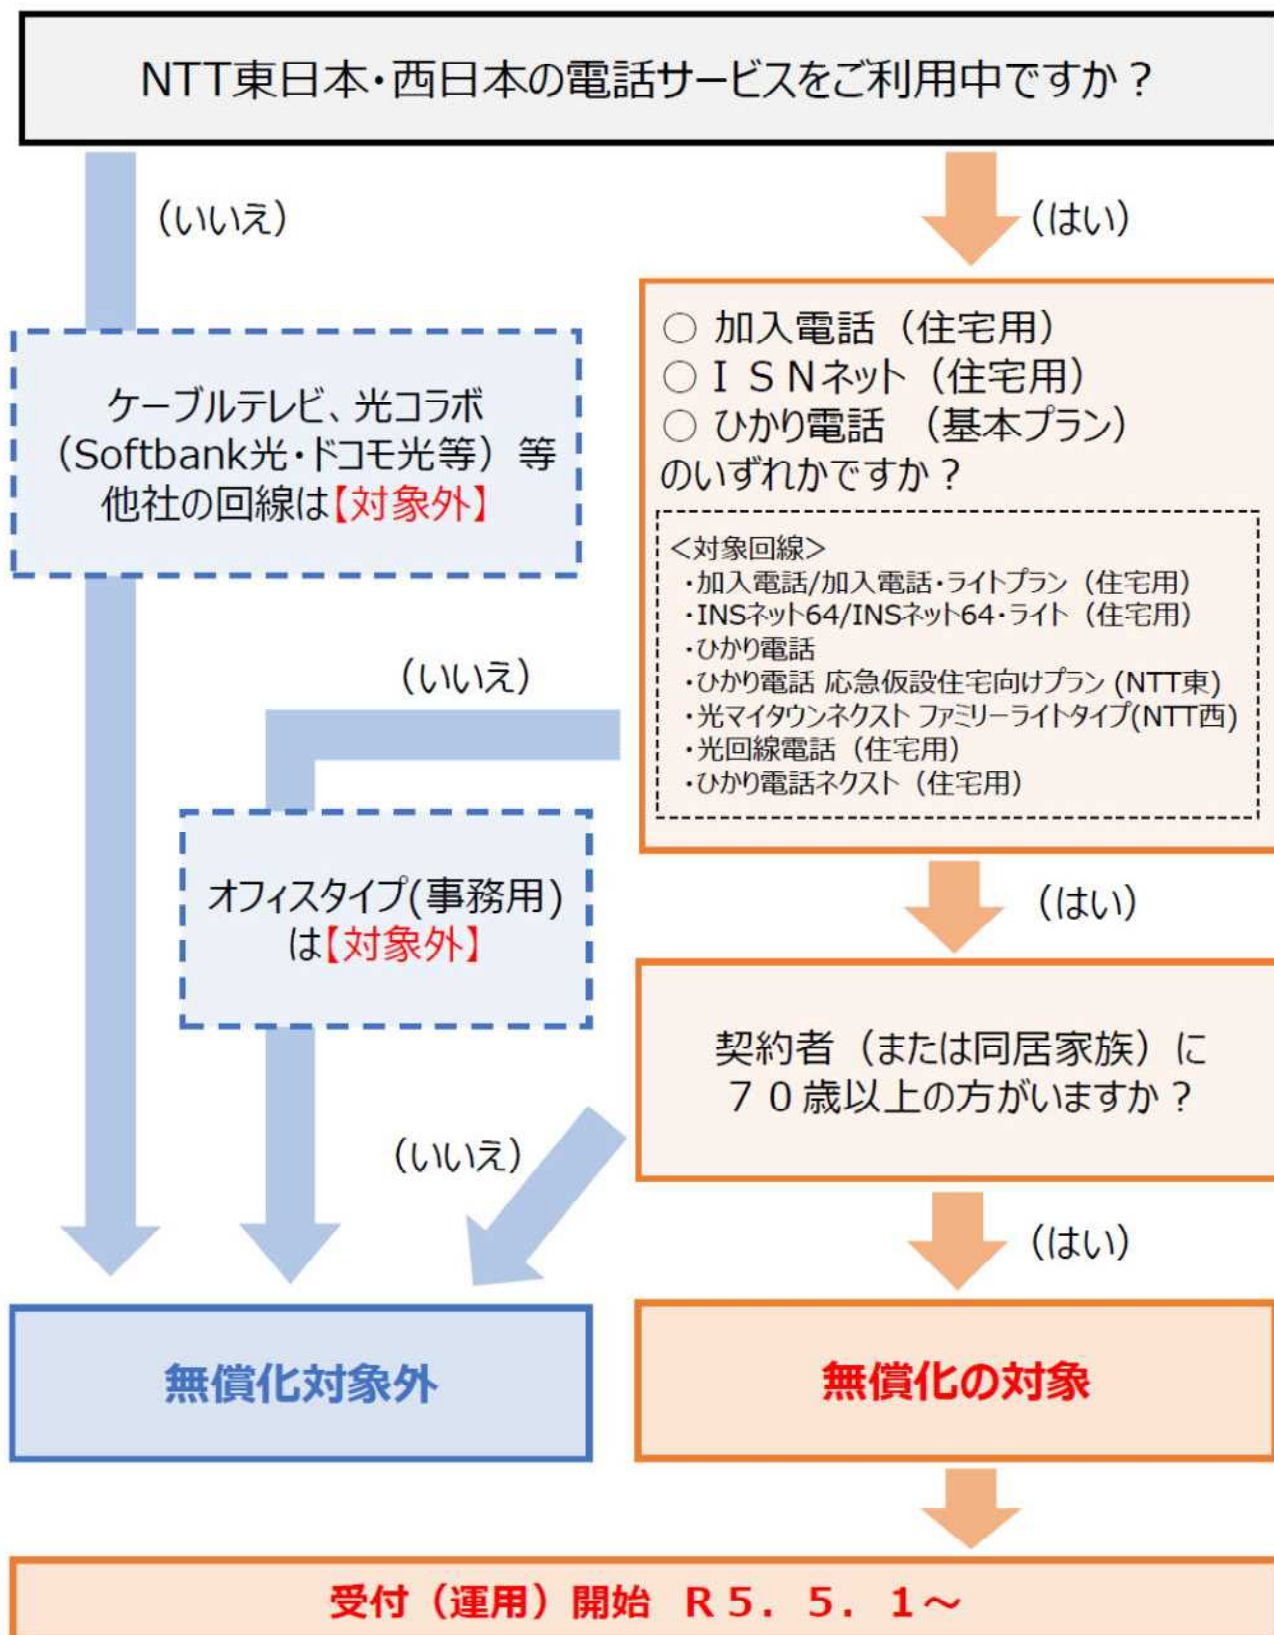 NTT東日本・西日本の電話サービスをご利用中ですか？
（いいえ）
（はい）
ケーブルテレビ、光コラボ
（Softbank光・ドコモ光等）等
他社の回線は【対象外】
○ 加入電話（住宅用）
○ＩＳＮネット（住宅用）
○ ひかり電話　（基本プラン）
のいずれかですか？
＜対象回線＞
・加入電話/加入電話・ライトプラン（住宅用）
・INSネット64/INSネット64・ライト（住宅用）
・ひかり電話
・ひかり電話 応急仮設住宅向けプラン (NTT東)
・光マイタウンネクスト ファミリーライトタイプ(NTT西)
・光回線電話（住宅用）
・ひかり電話ネクスト（住宅用）
（いいえ）
オフィスタイプ(事務用)
は【対象外】
（はい）
契約者（または同居家族）に
７０歳以上の方がいますか？
（いいえ）
（はい）
無償化対象外
無償化の対象
受付（運用）開始　Ｒ５．５．１～